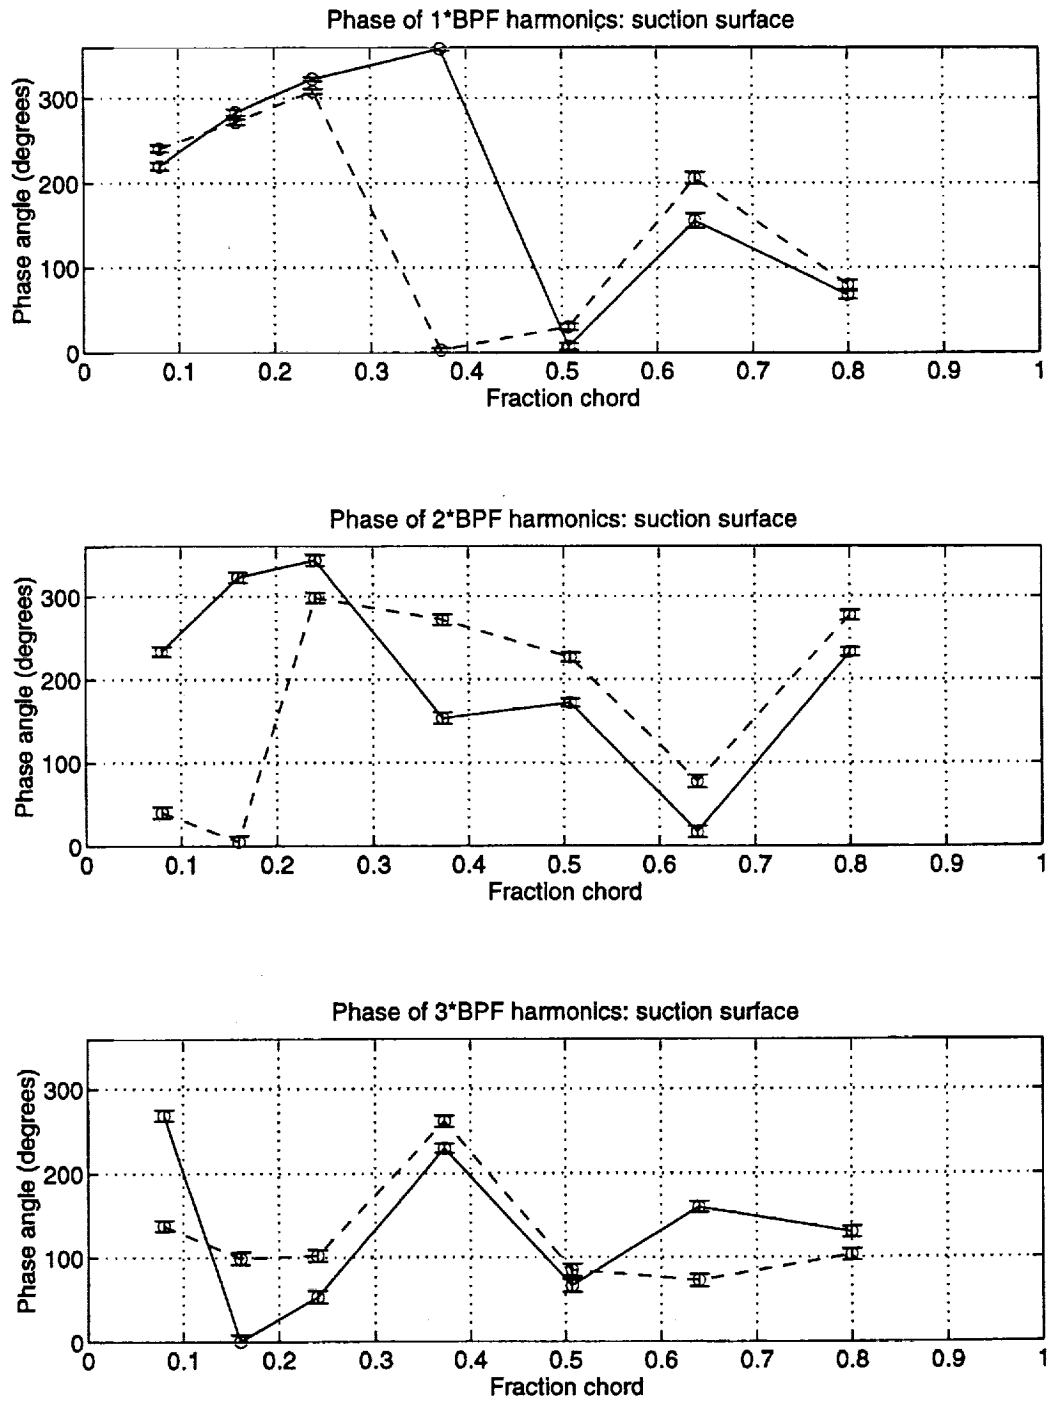 Phase of 1*BPF harmonics: suction surface
Phase angle (degrees)
300
200
100
0
0 0.1 0.2 0.3 0.4 0.5 0.6 0.7 0.8 0.9 1
Fraction chord
Phase of 2*BPF harmonics: suction surface
Phase angle (degrees)
300
200
100
0
0 0.1 0.2 0.3 0.4 0.5 0.6 0.7 0.8 0.9 1
Fraction chord
Phase of 3*BPF harmonics: suction surface
Phase angle (degrees)
300
200
100
0
0 0.1 0.2 0.3 0.4 0.5 0.6 0.7 0.8 0.9 1
Fraction chord